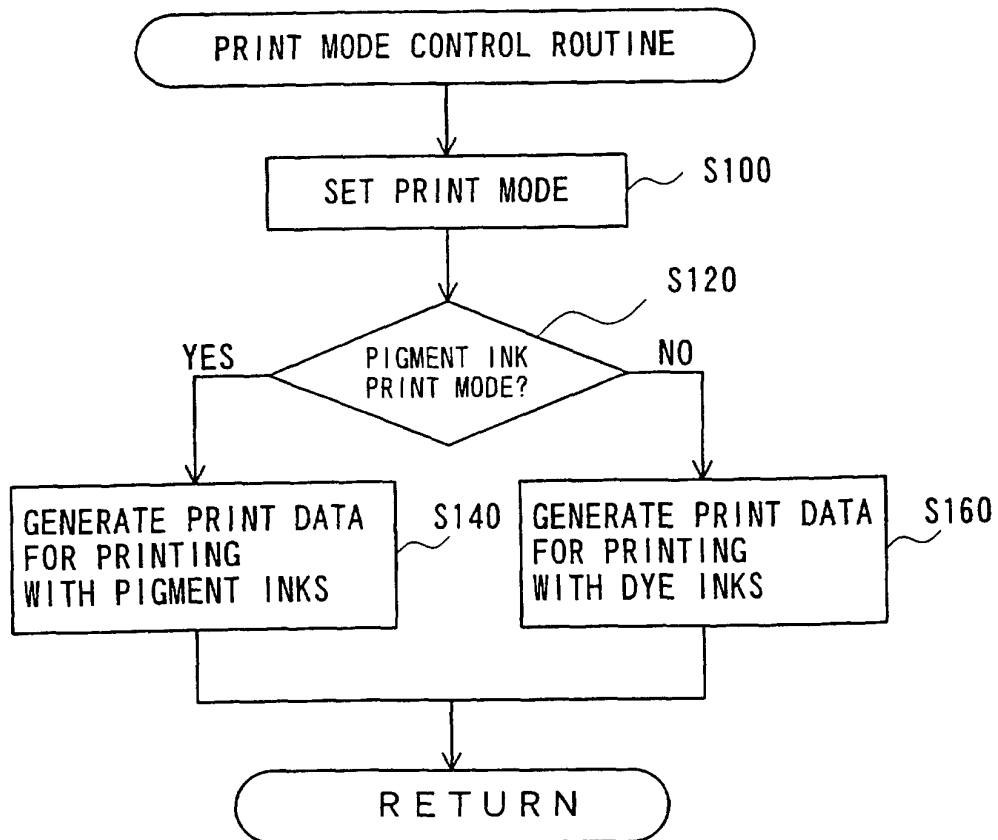 PRINT MODE CONTROL ROUTINE
SET PRINT MODE
S100
S120
YES
PIGMENT INK
PRINT MODE?
NO
GENERATE PRINT DATA
FOR PRINTING
WITH PIGMENT INKS
S140
GENERATE PRINT DATA
FOR PRINTING
WITH DYE INKS
S160
RETURN